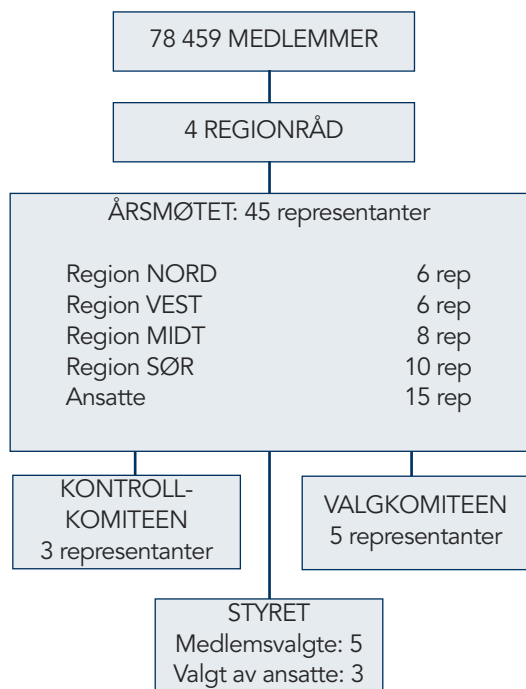 78 459 MEDLEMMER
4 REGIONRÅD
ÅRSMØTET: 45 representanter
Region NORD 6 rep
Region VEST 6 rep
Region MIDT 8 rep
Region SØR 10 rep
Ansatte 15 rep
KONTROLL-
KOMITEEN
3 representanter
VALGKOMITEEN
5 representanter
STYRET
Medlemsvalgte: 5
Valgt av ansatte: 3